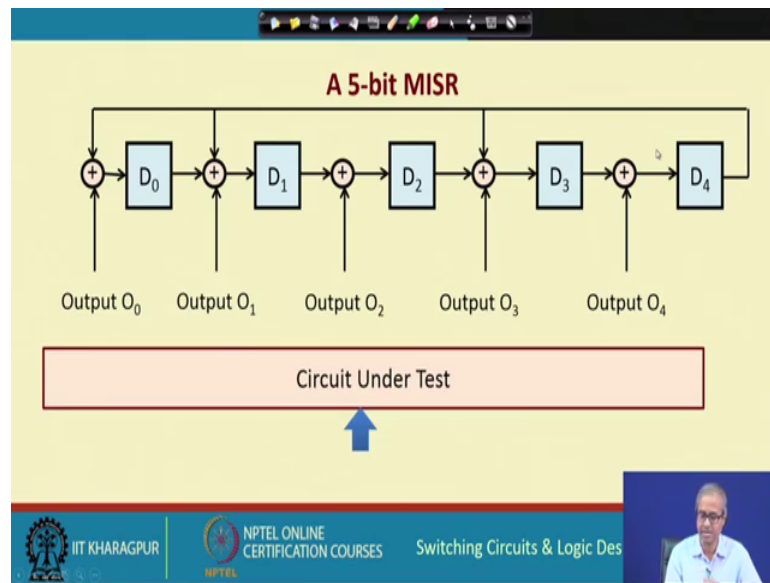 A 5-bit MISR
+ D₀ + D₁ + D₂ + D₃ + D₄
Output O₀ Output O₁ Output O₂ Output O₃ Output O₄
Circuit Under Test
IIT KHARAGPUR
NPTEL
NPTEL ONLINE
CERTIFICATION COURSES
Switching Circuits & Logic Des